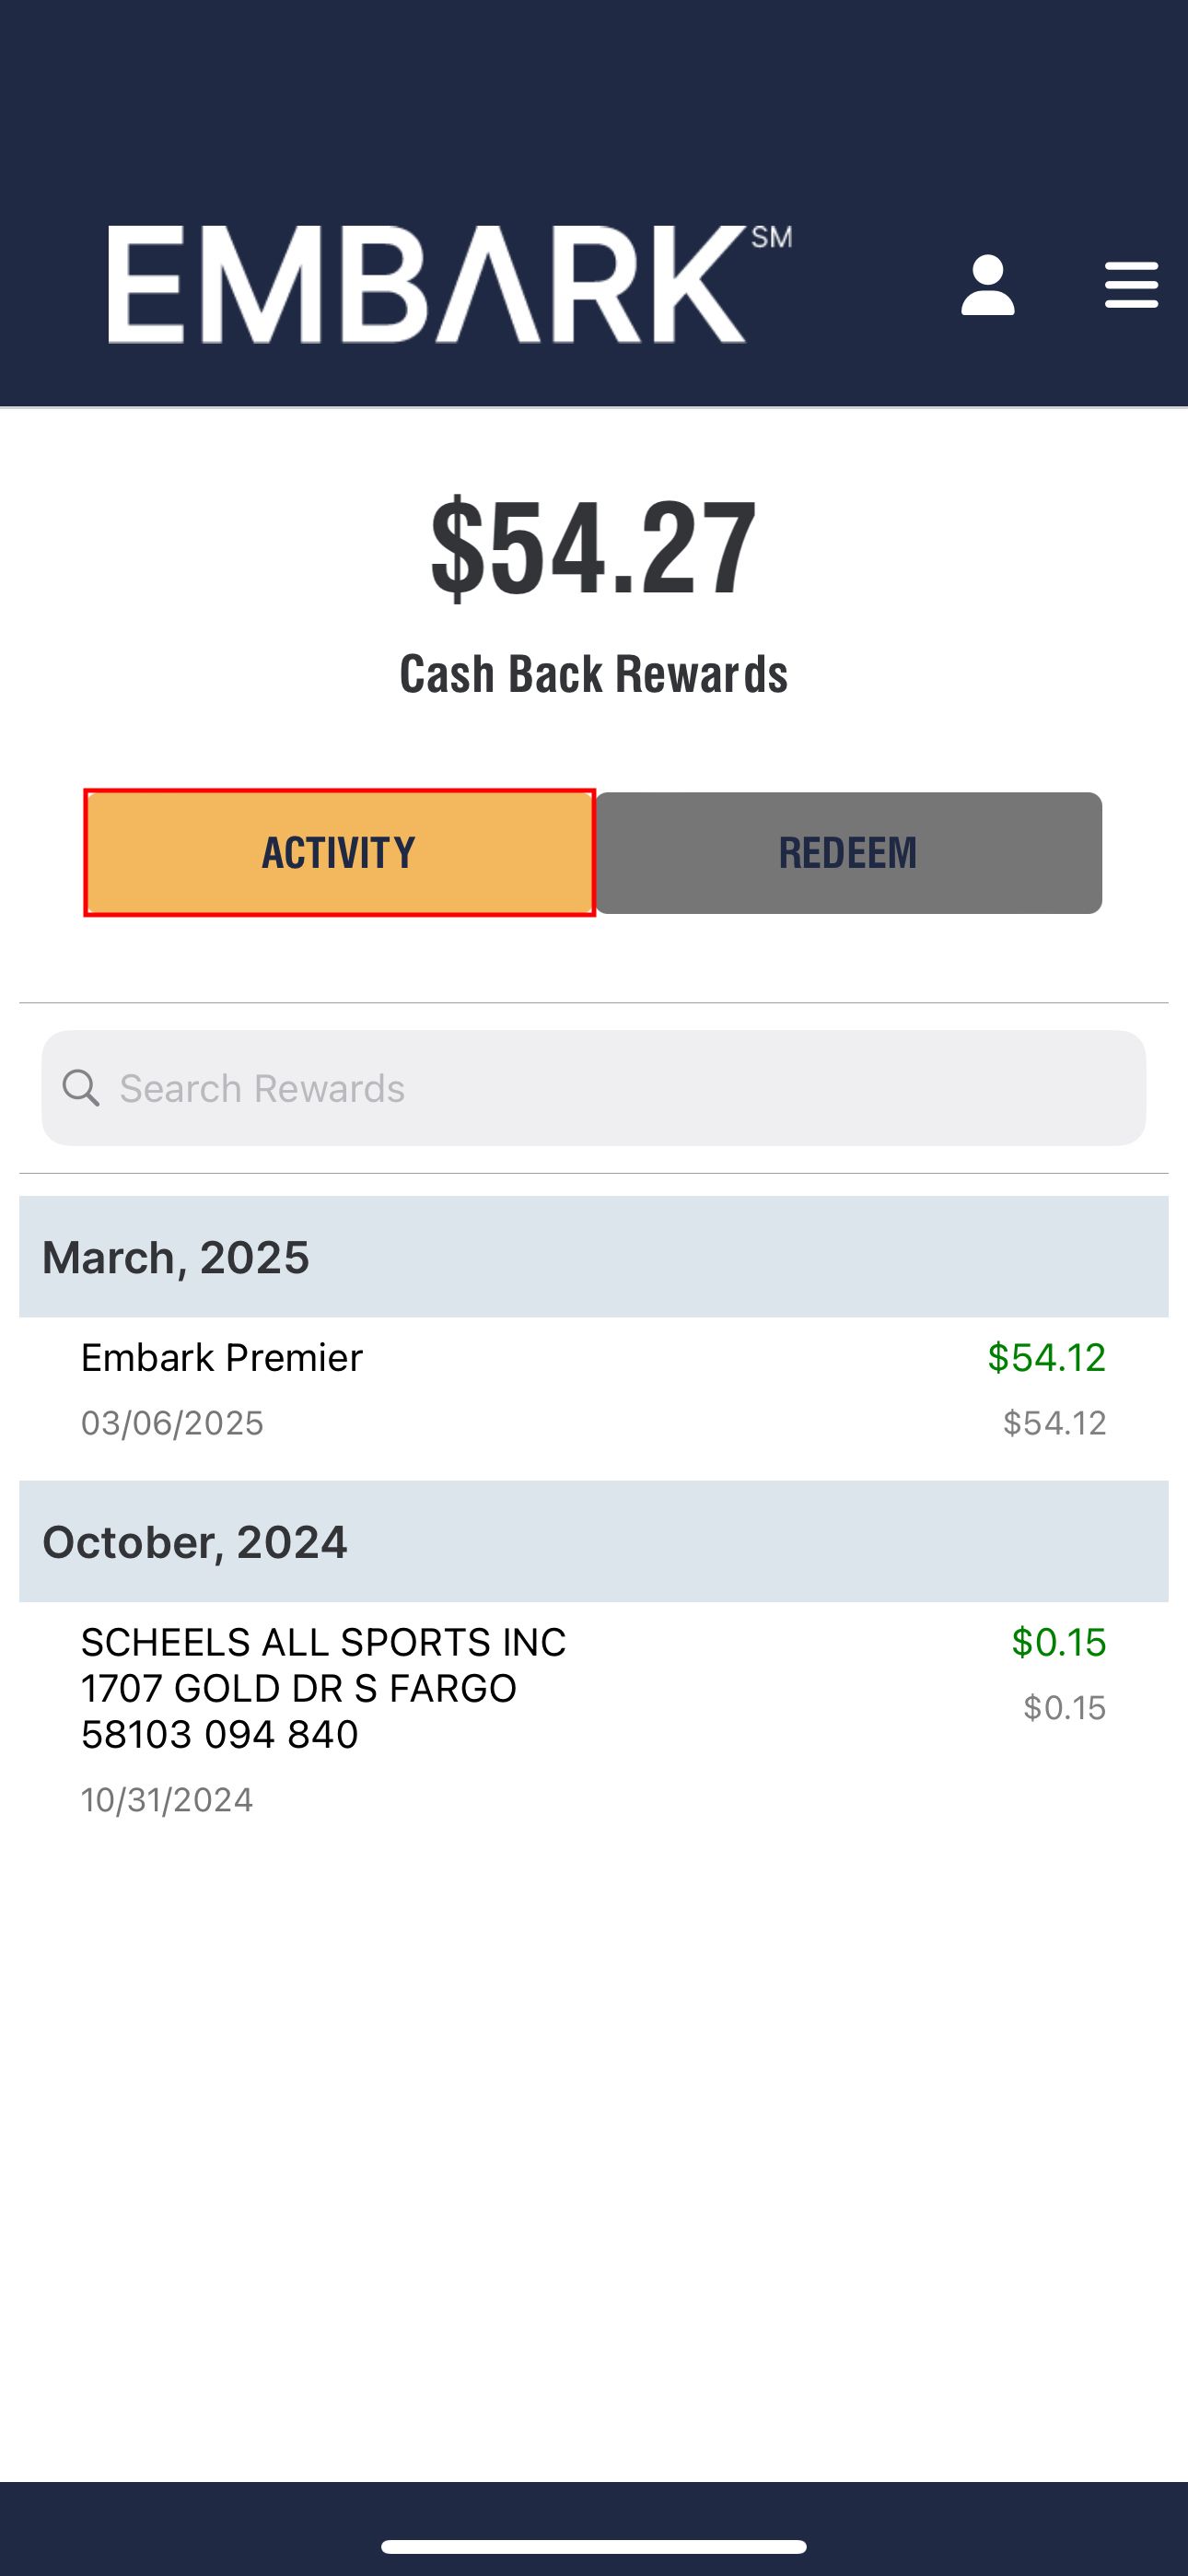 EMBARK SM
$54.27
Cash Back Rewards
ACTIVITY
REDEEM
Search Rewards
March, 2025
Embark Premier
$54.12
03/06/2025
$54.12
October, 2024
SCHEELS ALL SPORTS INC
$0.15
1707 GOLD DR S FARGO
$0.15
58103 094 840
10/31/2024